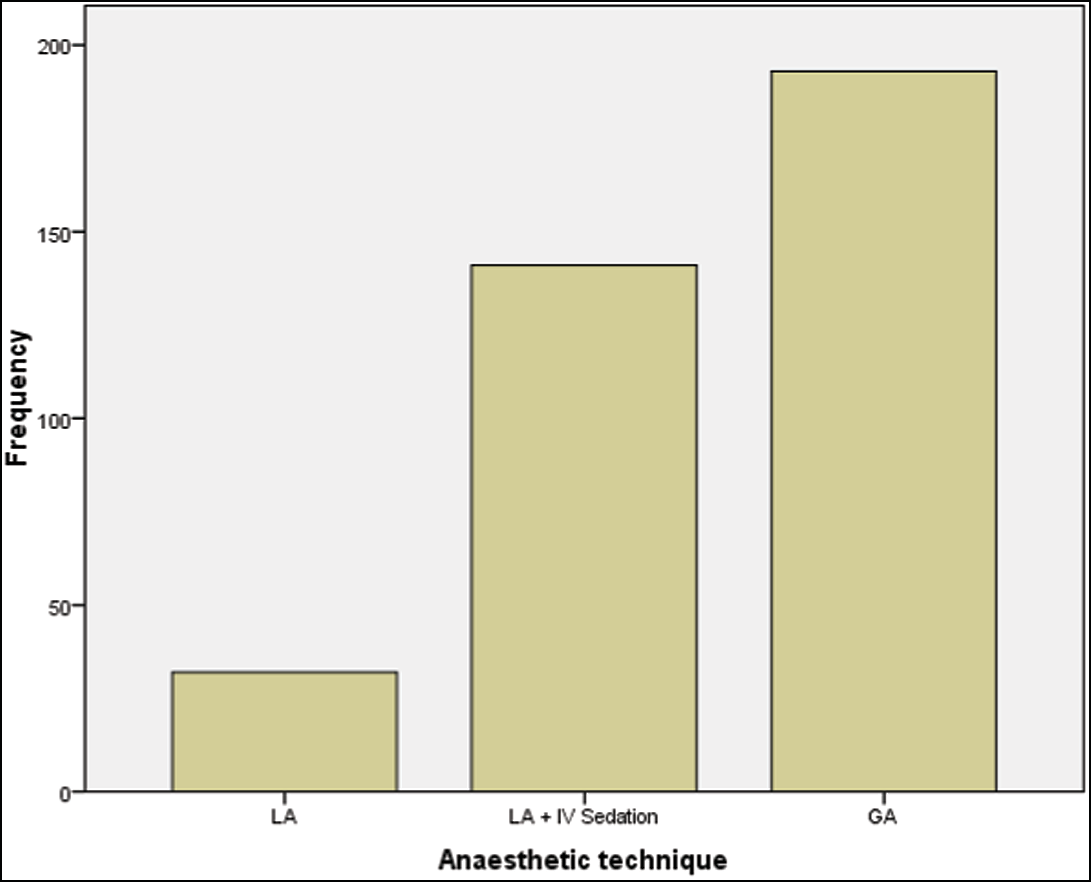 200
150
100
50
0
Frequency
LA
LA + IV Sedation
GA
Anaesthetic technique